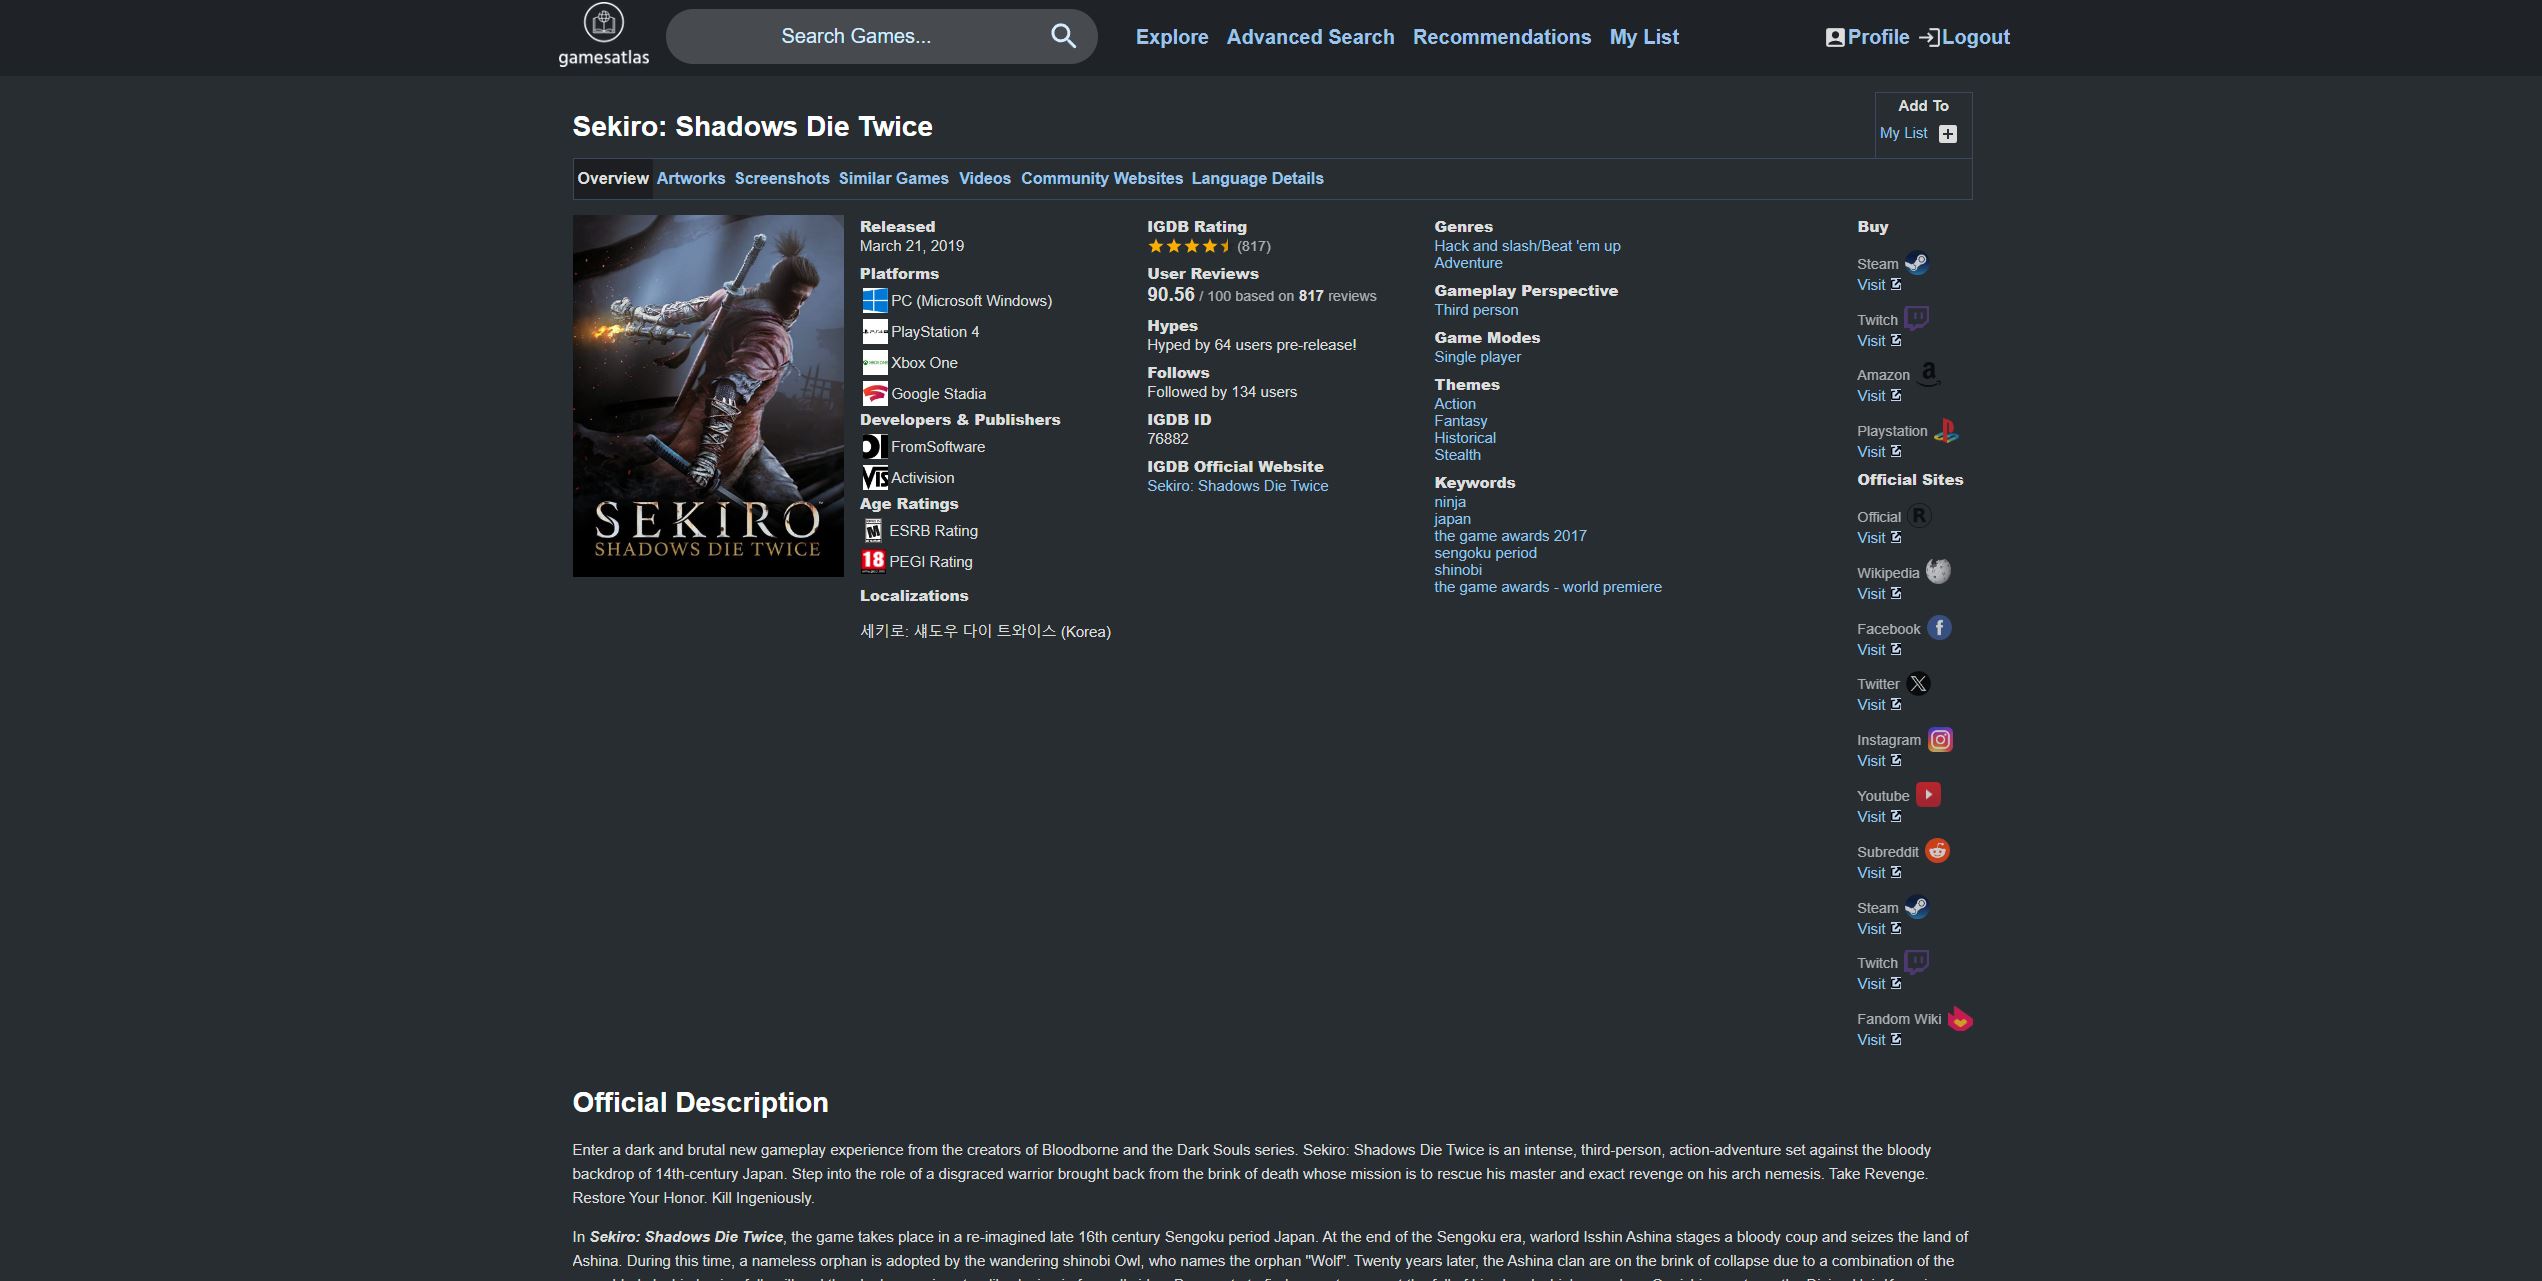 gamesatlas
Search Games...
Explore Advanced Search Recommendations My List
Profile Logout
Sekiro: Shadows Die Twice
Add To
My List
Overview Artworks Screenshots Similar Games Videos Community Websites Language Details
SEKIRO
SHADOWS DIE TWICE
Released
March 21, 2019
Platforms
PC (Microsoft Windows)
PlayStation 4
Xbox One
Google Stadia
Developers & Publishers
FromSoftware
Activision
Age Ratings
ESRB Rating
18 PEGI Rating
Localizations
세키로: 섀도우 다이 트와이스 (Korea)
IGDB Rating
(817)
User Reviews
90.56 / 100 based on 817 reviews
Hypes
Hyped by 64 users pre-release!
Follows
Followed by 134 users
IGDB ID
76882
IGDB Official Website
Sekiro: Shadows Die Twice
Genres
Hack and slash/Beat 'em up
Adventure
Gameplay Perspective
Third person
Game Modes
Single player
Themes
Action
Fantasy
Historical
Stealth
Keywords
ninja
japan
the game awards 2017
sengoku period
shinobi
the game awards - world premiere
Buy
Steam
Visit
Twitch
Visit
Amazon
Visit
Playstation
Visit
Official Sites
Official
Visit
Wikipedia
Visit
Facebook
Visit
Twitter
Visit
Instagram
Visit
Youtube
Visit
Subreddit
Visit
Steam
Visit
Twitch
Visit
Fandom Wiki
Visit
Official Description
Enter a dark and brutal new gameplay experience from the creators of Bloodborne and the Dark Souls series. Sekiro: Shadows Die Twice is an intense, third-person, action-adventure set against the bloody
backdrop of 14th-century Japan. Step into the role of a disgraced warrior brought back from the brink of death whose mission is to rescue his master and exact revenge on his arch nemesis. Take Revenge.
Restore Your Honor. Kill Ingeniously.
In Sekiro: Shadows Die Twice, the game takes place in a re-imagined late 16th century Sengoku period Japan. At the end of the Sengoku era, warlord Isshin Ashina stages a bloody coup and seizes the land of
Ashina. During this time, a nameless orphan is adopted by the wandering shinobi Owl, who names the orphan "Wolf". Twenty years later, the Ashina clan are on the brink of collapse due to a combination of the